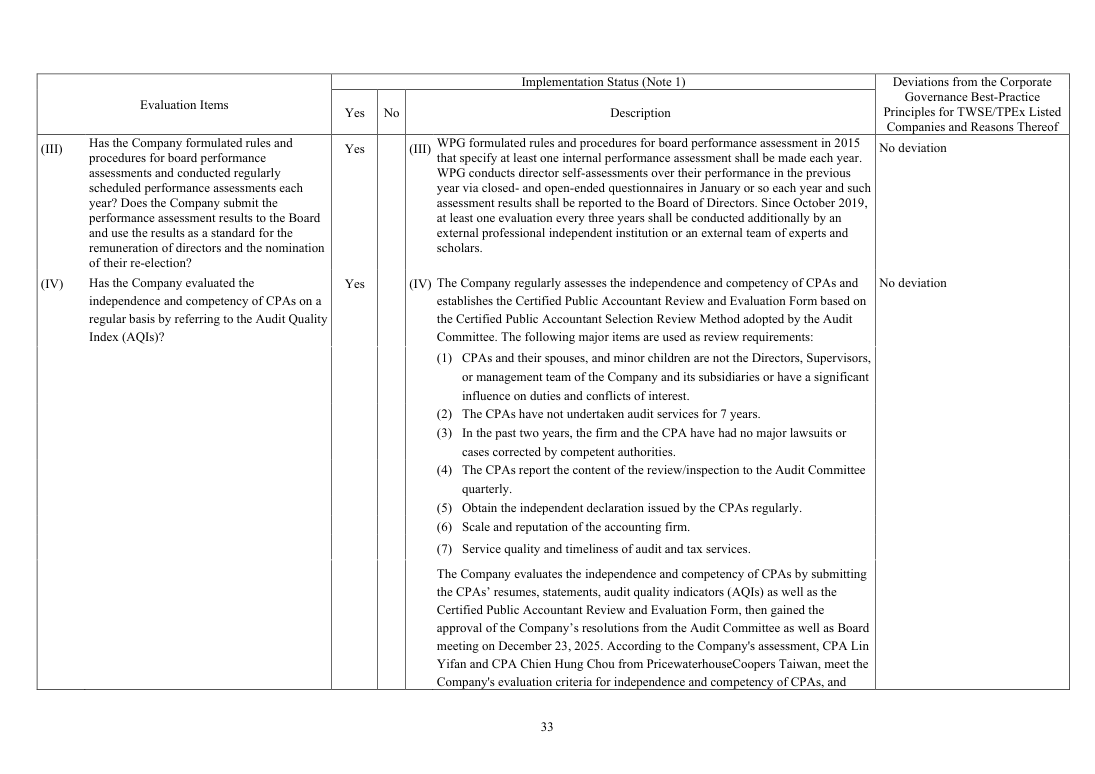 Evaluation Items
Implementation Status (Note 1)
Yes
No
Description
Deviations from the Corporate
Governance Best-Practice
Principles for TWSE/TPEx Listed
Companies and Reasons Thereof
(III)
Has the Company formulated rules and
procedures for board performance
assessments and conducted regularly
scheduled performance assessments each
year? Does the Company submit the
performance assessment results to the Board
and use the results as a standard for the
remuneration of directors and the nomination
of their re-election?
Yes
(III) WPG formulated rules and procedures for board performance assessment in 2015
that specify at least one internal performance assessment shall be made each year.
WPG conducts director self-assessments over their performance in the previous
year via closed- and open-ended questionnaires in January or so each year and such
assessment results shall be reported to the Board of Directors. Since October 2019,
at least one evaluation every three years shall be conducted additionally by an
external professional independent institution or an external team of experts and
scholars.
No deviation
(IV)
Has the Company evaluated the
independence and competency of CPAs on a
regular basis by referring to the Audit Quality
Index (AQIs)?
Yes
(IV) The Company regularly assesses the independence and competency of CPAs and
establishes the Certified Public Accountant Review and Evaluation Form based on
the Certified Public Accountant Selection Review Method adopted by the Audit
Committee. The following major items are used as review requirements:
(1) CPAs and their spouses, and minor children are not the Directors, Supervisors,
or management team of the Company and its subsidiaries or have a significant
influence on duties and conflicts of interest.
(2) The CPAs have not undertaken audit services for 7 years.
(3) In the past two years, the firm and the CPA have had no major lawsuits or
cases corrected by competent authorities.
(4) The CPAs report the content of the review/inspection to the Audit Committee
quarterly.
(5) Obtain the independent declaration issued by the CPAs regularly.
(6) Scale and reputation of the accounting firm.
(7) Service quality and timeliness of audit and tax services.
The Company evaluates the independence and competency of CPAs by submitting
the CPAs’ resumes, statements, audit quality indicators (AQIs) as well as the
Certified Public Accountant Review and Evaluation Form, then gained the
approval of the Company’s resolutions from the Audit Committee as well as Board
meeting on December 23, 2025. According to the Company's assessment, CPA Lin
Yifan and CPA Chien Hung Chou from PricewaterhouseCoopers Taiwan, meet the
Company's evaluation criteria for independence and competency of CPAs, and
No deviation
33